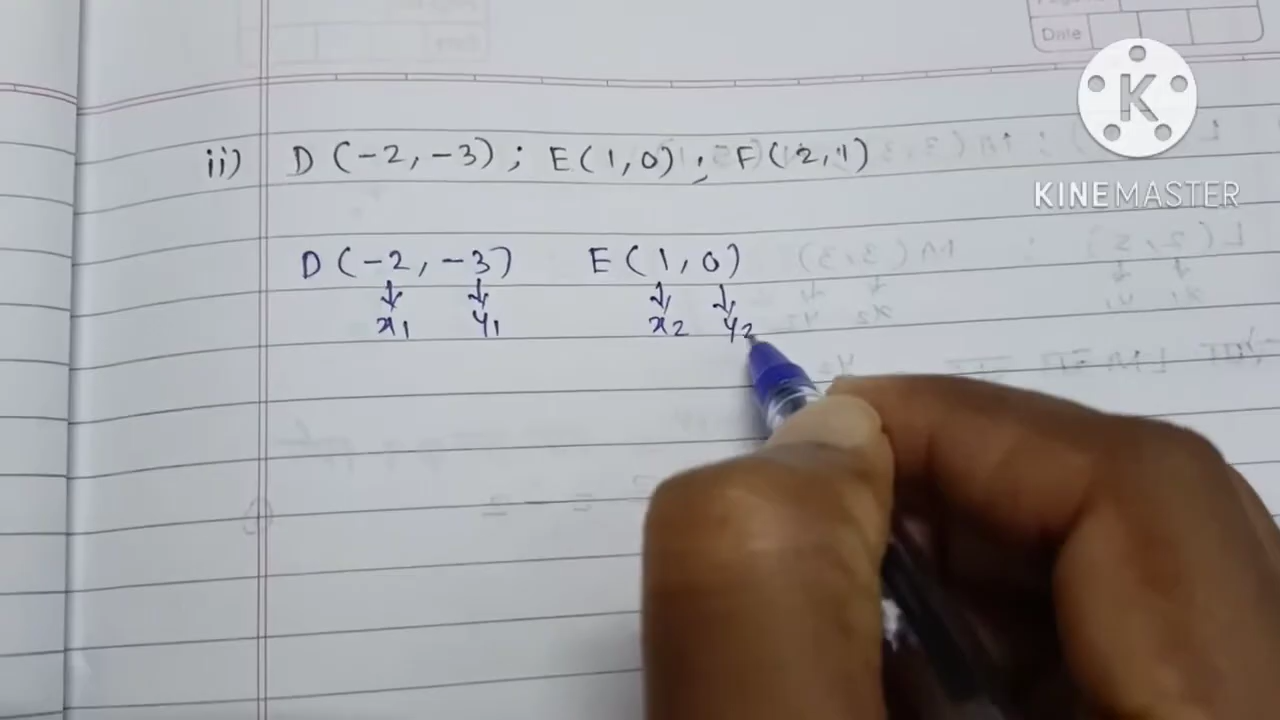 Date
K
KINEMASTER
ii) D (-2, -3) ; E (1, 0) ; F (2, 1)
D (-2, -3) E (1, 0)
↓ ↓ ↓ ↓
x₁ y₁ x₂ y₂